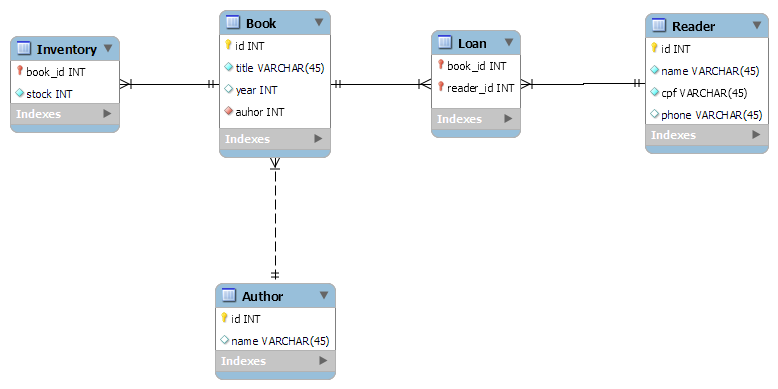 Inventory
book_id INT
stock INT
Indexes
Book
id INT
title VARCHAR(45)
year INT
auhor INT
Indexes
Loan
book_id INT
reader_id INT
Indexes
Reader
id INT
name VARCHAR(45)
cpf VARCHAR(45)
phone VARCHAR(45)
Indexes
Author
id INT
name VARCHAR(45)
Indexes